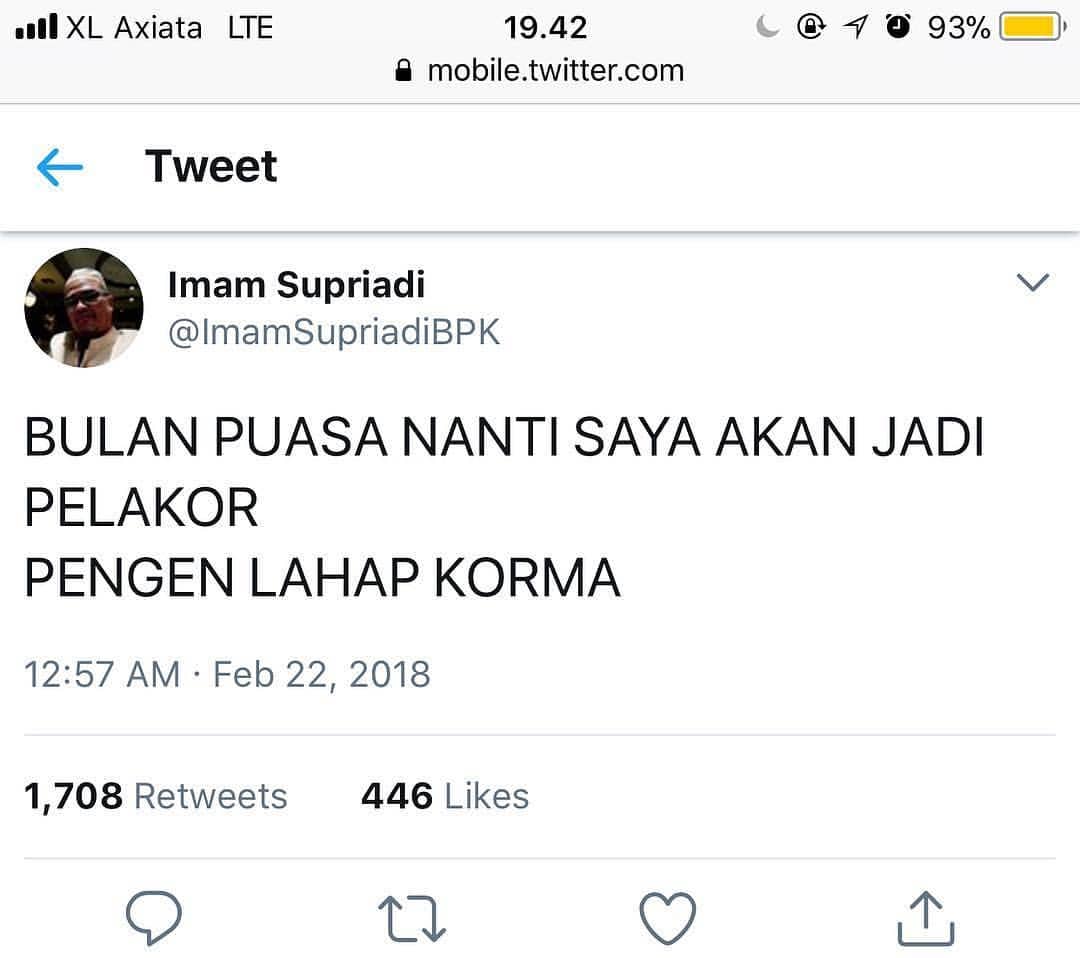 XL Axiata LTE 19.42 93%
mobile.twitter.com
Tweet
Imam Supriadi
@ImamSupriadiBPK
BULAN PUASA NANTI SAYA AKAN JADI
PELAKOR
PENGEN LAHAP KORMA
12:57 AM · Feb 22, 2018
1,708 Retweets 446 Likes